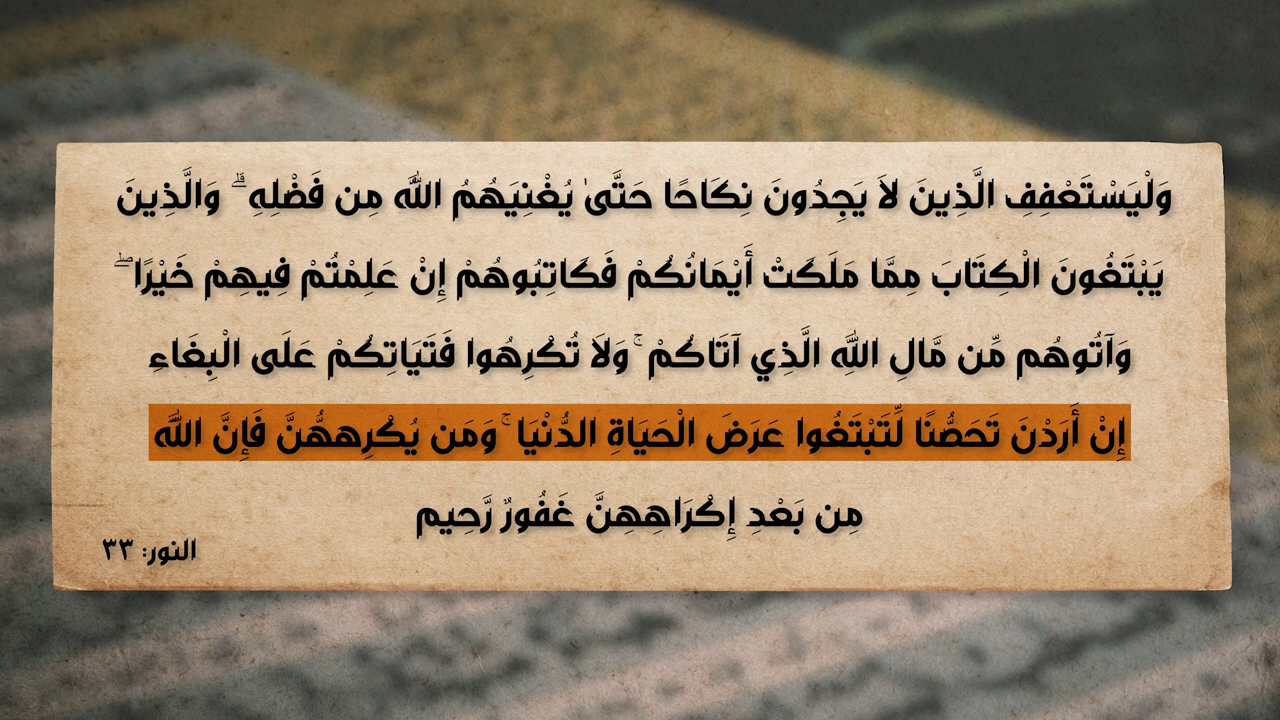 وَلْيَسْتَعْفِفِ الَّذِينَ لاَ يَجِدُونَ نِكَاحًا حَتَّىٰ يُغْنِيَهُمُ اللَّه مِن فَضْلِهِ ۗ وَالَّذِينَ
يَبْتَغُونَ الْكِتَابَ مِمَّا مَلَكَتْ أَيْمَانُكُمْ فَكَاتِبُوهُمْ إِنْ عَلِمْتُمْ فِيهِمْ خَيْرًا ۖ
وَآتُوهُم مِّن مَّالِ اللَّهِ الَّذِي آتَاكُمْ ۚ وَلاَ تُكْرِهُوا فَتَيَاتِكُمْ عَلَى الْبِغَاءِ
إِنْ أَرَدْنَ تَحَصُّنًا لِّتَبْتَغُوا عَرَضَ الْحَيَاةِ الدُّنْيَا ۚ وَمَن يُكْرِههُّنَّ فَإِنَّ اللَّه
مِن بَعْدِ إِكْرَاهِهِنَّ غَفُورٌ رَّحِيم
النور: ٣٣